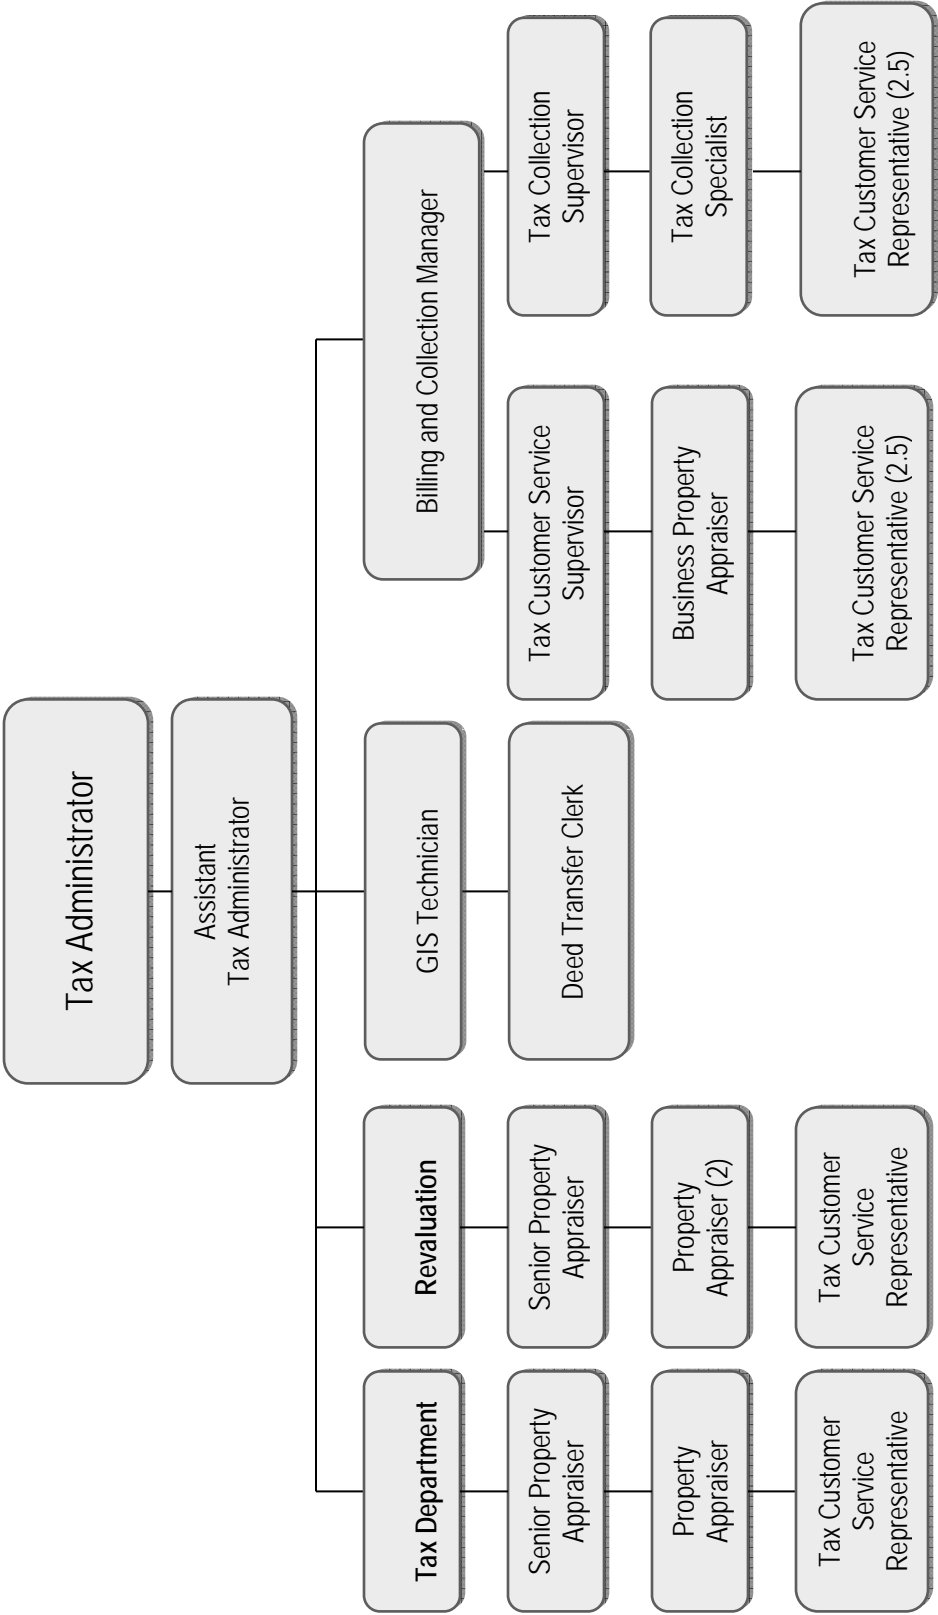 Tax Administrator
Assistant
Tax Administrator
Tax Department
Revaluation
GIS Technician
Billing and Collection Manager
Senior Property
Appraiser
Senior Property
Appraiser
Deed Transfer Clerk
Tax Customer Service
Supervisor
Tax Collection
Supervisor
Property
Appraiser
Property
Appraiser (2)
Business Property
Appraiser
Tax Collection
Specialist
Tax Customer
Service
Representative
Tax Customer
Service
Representative
Tax Customer Service
Representative (2.5)
Tax Customer Service
Representative (2.5)